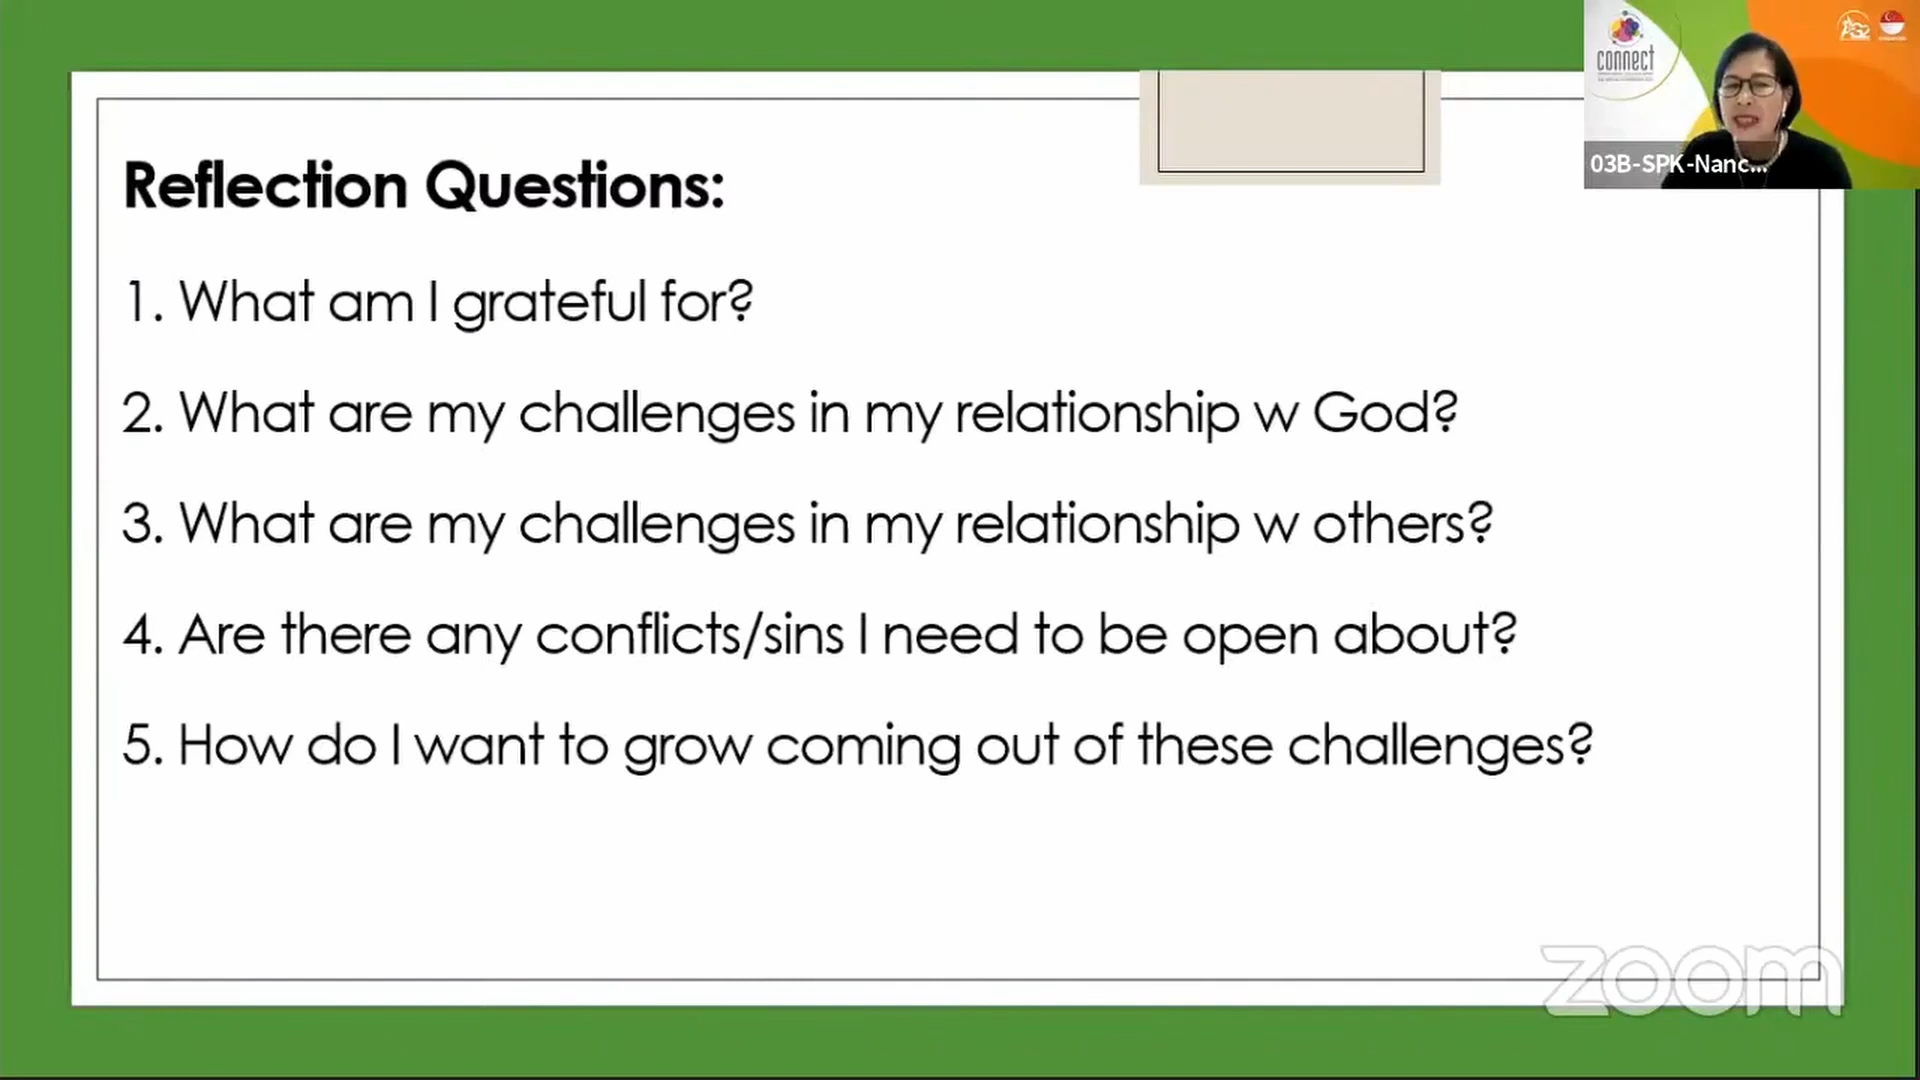 connect
03B-SPK-Nanc...
Reflection Questions:
1. What am I grateful for?
2. What are my challenges in my relationship w God?
3. What are my challenges in my relationship w others?
4. Are there any conflicts/sins I need to be open about?
5. How do I want to grow coming out of these challenges?
zoom